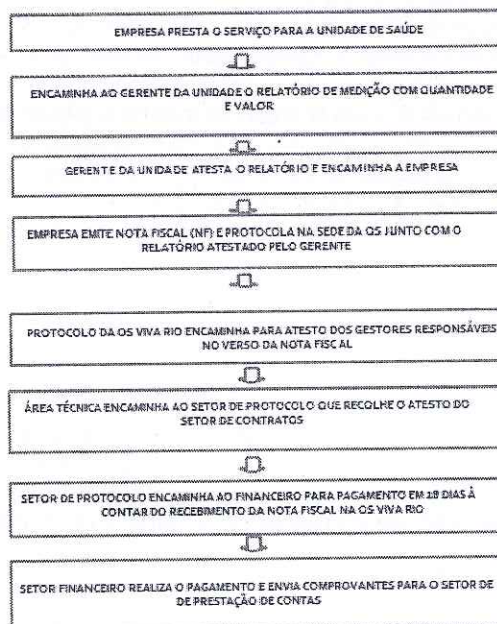 EMPRESA PRESTA O SERVIÇO PARA A UNIDADE DE SAÚDE
ENCAMINHA AO GERENTE DA UNIDADE O RELATÓRIO DE MEDIÇÃO COM QUANTIDADE
E VALOR
GERENTE DA UNIDADE ATESTA O RELATÓRIO E ENCAMINHA A EMPRESA
EMPRESA EMITE NOTA FISCAL (NF) E PROTOCOLA NA SEDE DA OS JUNTO COM O
RELATÓRIO ATESTADO PELO GERENTE
PROTOCOLO DA OS VIVA RIO ENCAMINHA PARA ATESTO DOS GESTORES RESPONSÁVEIS
NO VERSO DA NOTA FISCAL
ÁREA TÉCNICA ENCAMINHA AO SETOR DE PROTOCOLO QUE RECOLHE O ATESTO DO
SETOR DE CONTRATOS
SETOR DE PROTOCOLO ENCAMINHA AO FINANCEIRO PARA PAGAMENTO EM DIAS À
CONTAR DO RECEBIMENTO DA NOTA FISCAL NA OS VIVA RIO
SETOR FINANCEIRO REALIZA O PAGAMENTO E ENVIA COMPROVANTES PARA O SETOR DE
DE PRESTAÇÃO DE CONTAS